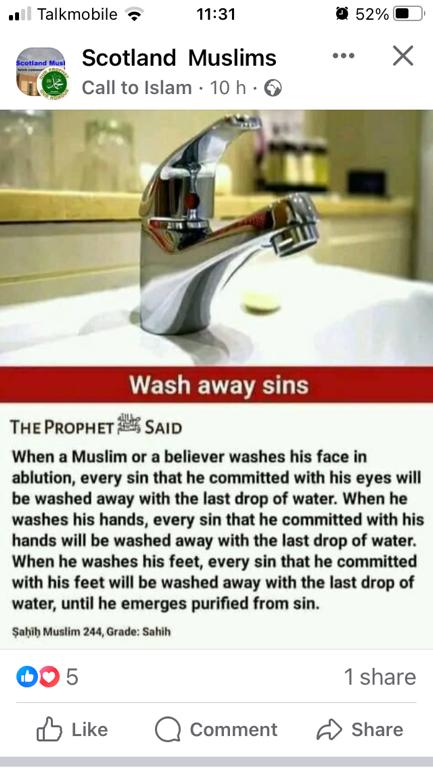 Talkmobile 11:31 52%
Scotland Muslims
Call to Islam · 10 h ·
Wash away sins
THE PROPHET ﷺ SAID
When a Muslim or a believer washes his face in
ablution, every sin that he committed with his eyes will
be washed away with the last drop of water. When he
washes his hands, every sin that he committed with his
hands will be washed away with the last drop of water.
When he washes his feet, every sin that he committed
with his feet will be washed away with the last drop of
water, until he emerges purified from sin.
Ṣaḥīḥ Muslim 244, Grade: Sahih
5 1 share
Like Comment Share